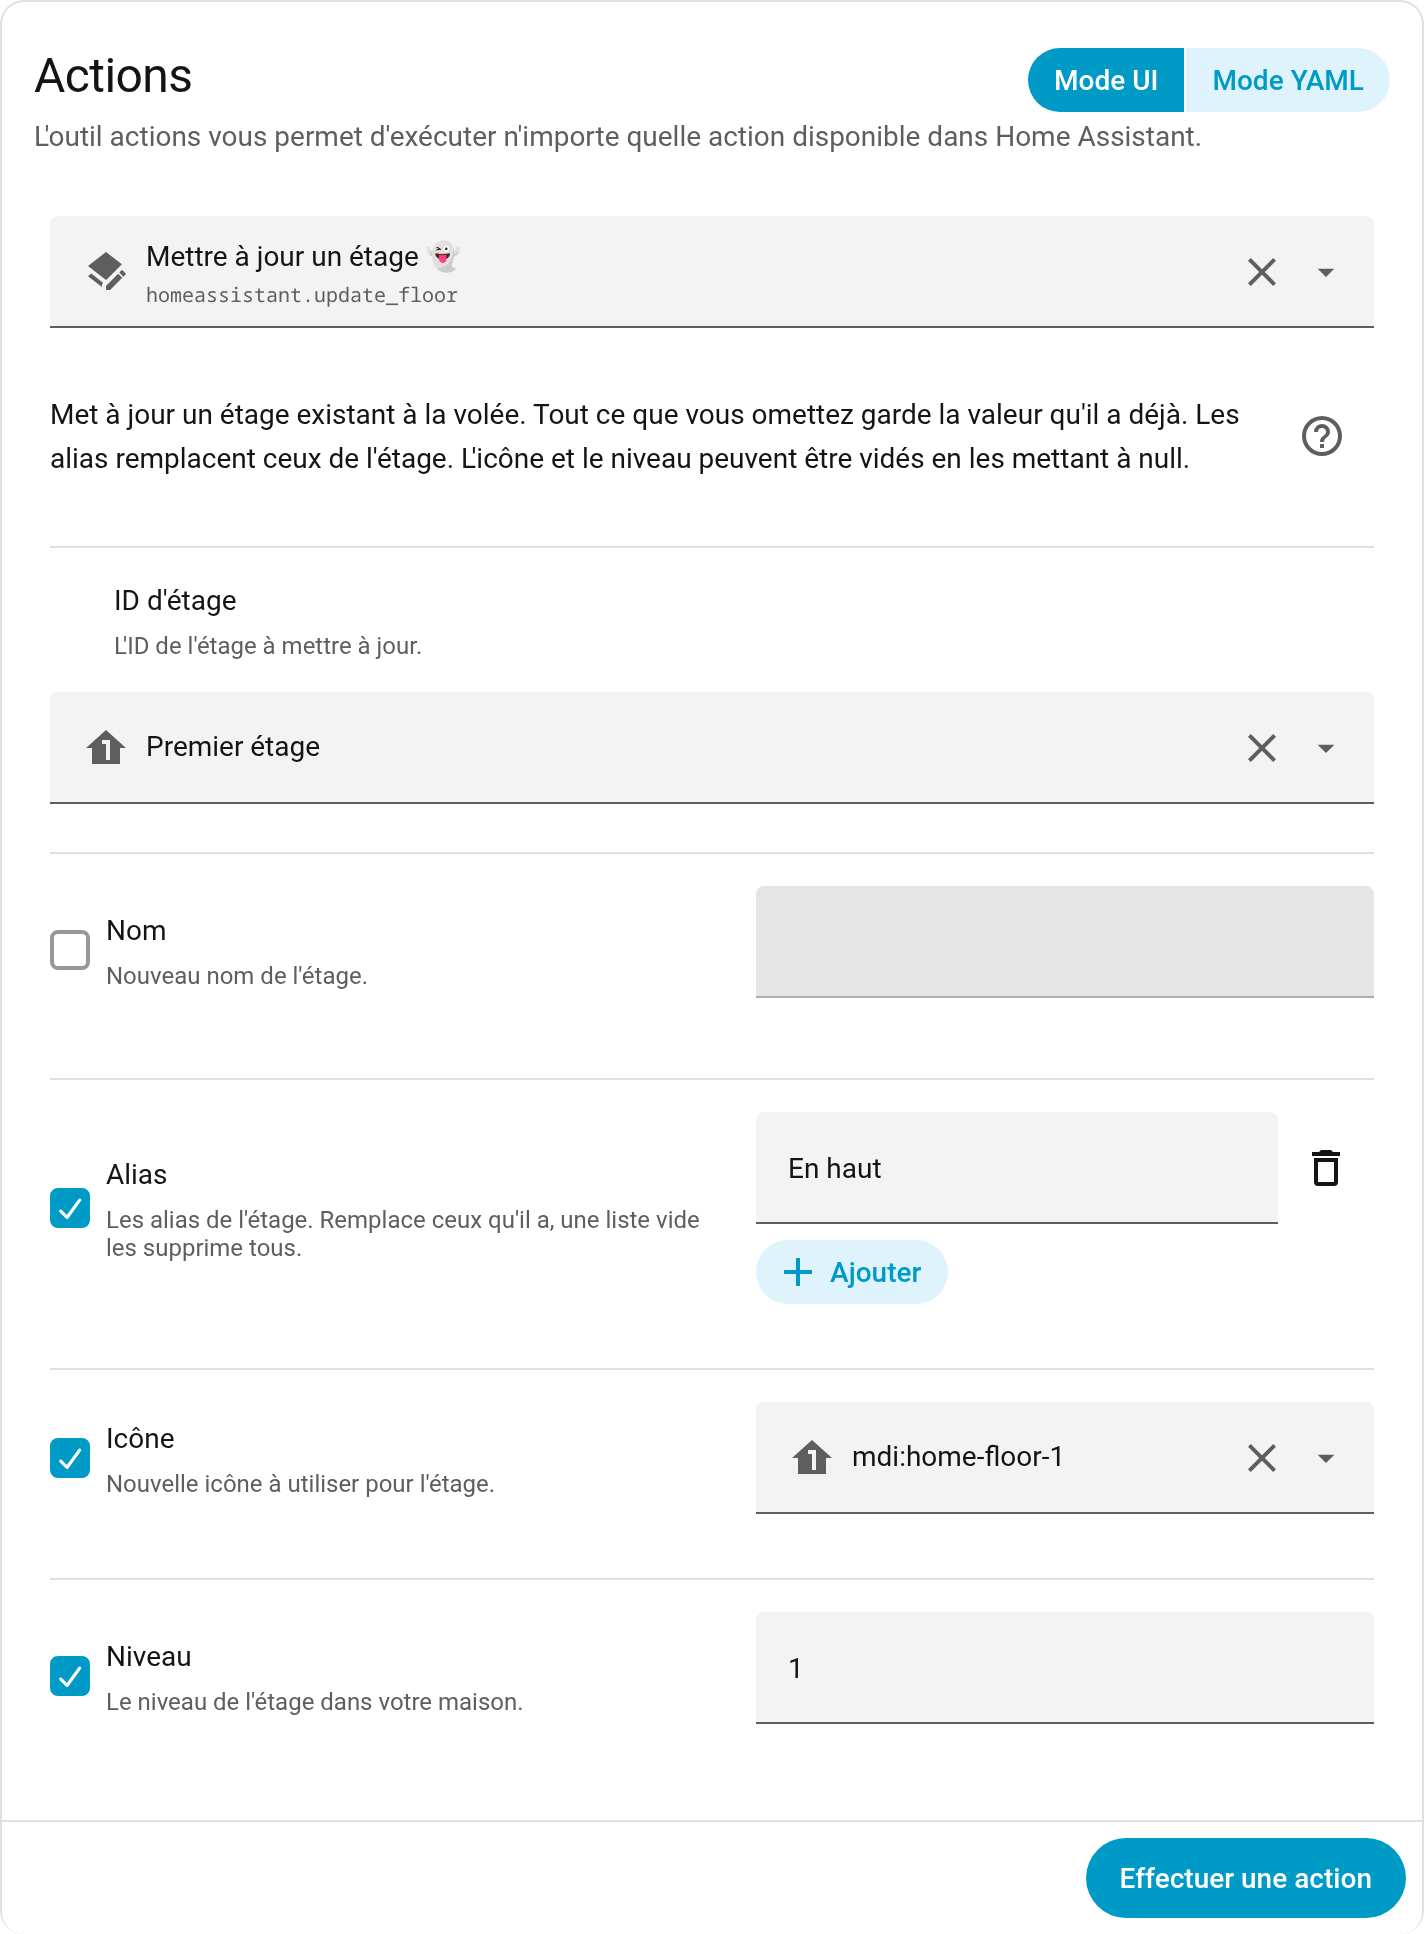 Actions
Mode UI
Mode YAML
L'outil actions vous permet d'exécuter n'importe quelle action disponible dans Home Assistant.
Mettre à jour un étage 👻
homeassistant.update_floor
Met à jour un étage existant à la volée. Tout ce que vous omettez garde la valeur qu'il a déjà. Les
alias remplacent ceux de l'étage. L'icône et le niveau peuvent être vidés en les mettant à null.
ID d'étage
L'ID de l'étage à mettre à jour.
1
Premier étage
Nom
Nouveau nom de l'étage.
Alias
Les alias de l'étage. Remplace ceux qu'il a, une liste vide
les supprime tous.
En haut
Ajouter
Icône
Nouvelle icône à utiliser pour l'étage.
1
mdi:home-floor-1
Niveau
Le niveau de l'étage dans votre maison.
1
Effectuer une action